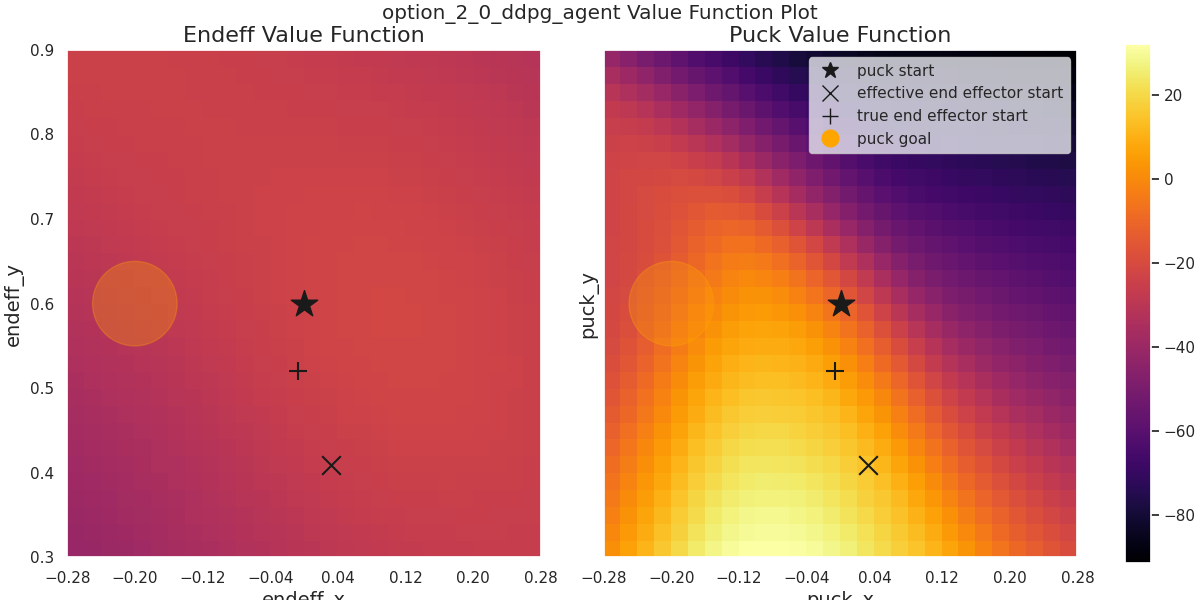 option_2_0_ddpg_agent Value Function Plot
Endeff Value Function
Puck Value Function
0.9
0.8
0.7
0.6
0.5
0.4
0.3
endeff_y
−0.28 −0.20 −0.12 −0.04 0.04 0.12 0.20 0.28
endeff_x
puck_y
puck start
effective end effector start
true end effector start
puck goal
−0.28 −0.20 −0.12 −0.04 0.04 0.12 0.20 0.28
puck_x
20
0
−20
−40
−60
−80